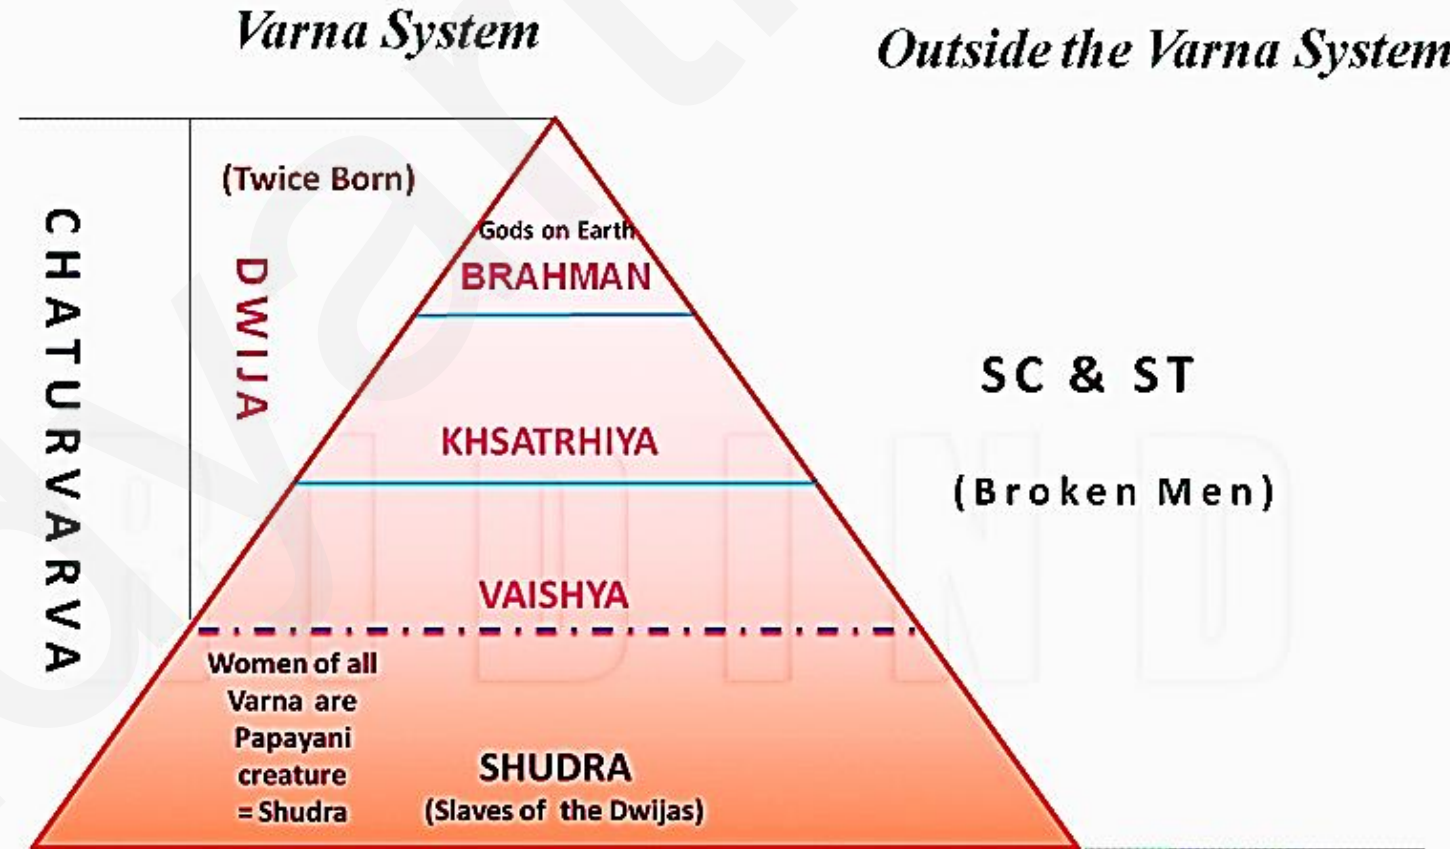 Varna System
Outside the Varna System
CHATURVARVA
(Twice Born)
DWIJA
Gods on Earth
BRAHMAN
KHSATRHIYA
VAISHYA
Women of all
Varna are
Papayani
creature
= Shudra
SHUDRA
(Slaves of the Dwijas)
SC & ST
(Broken Men)